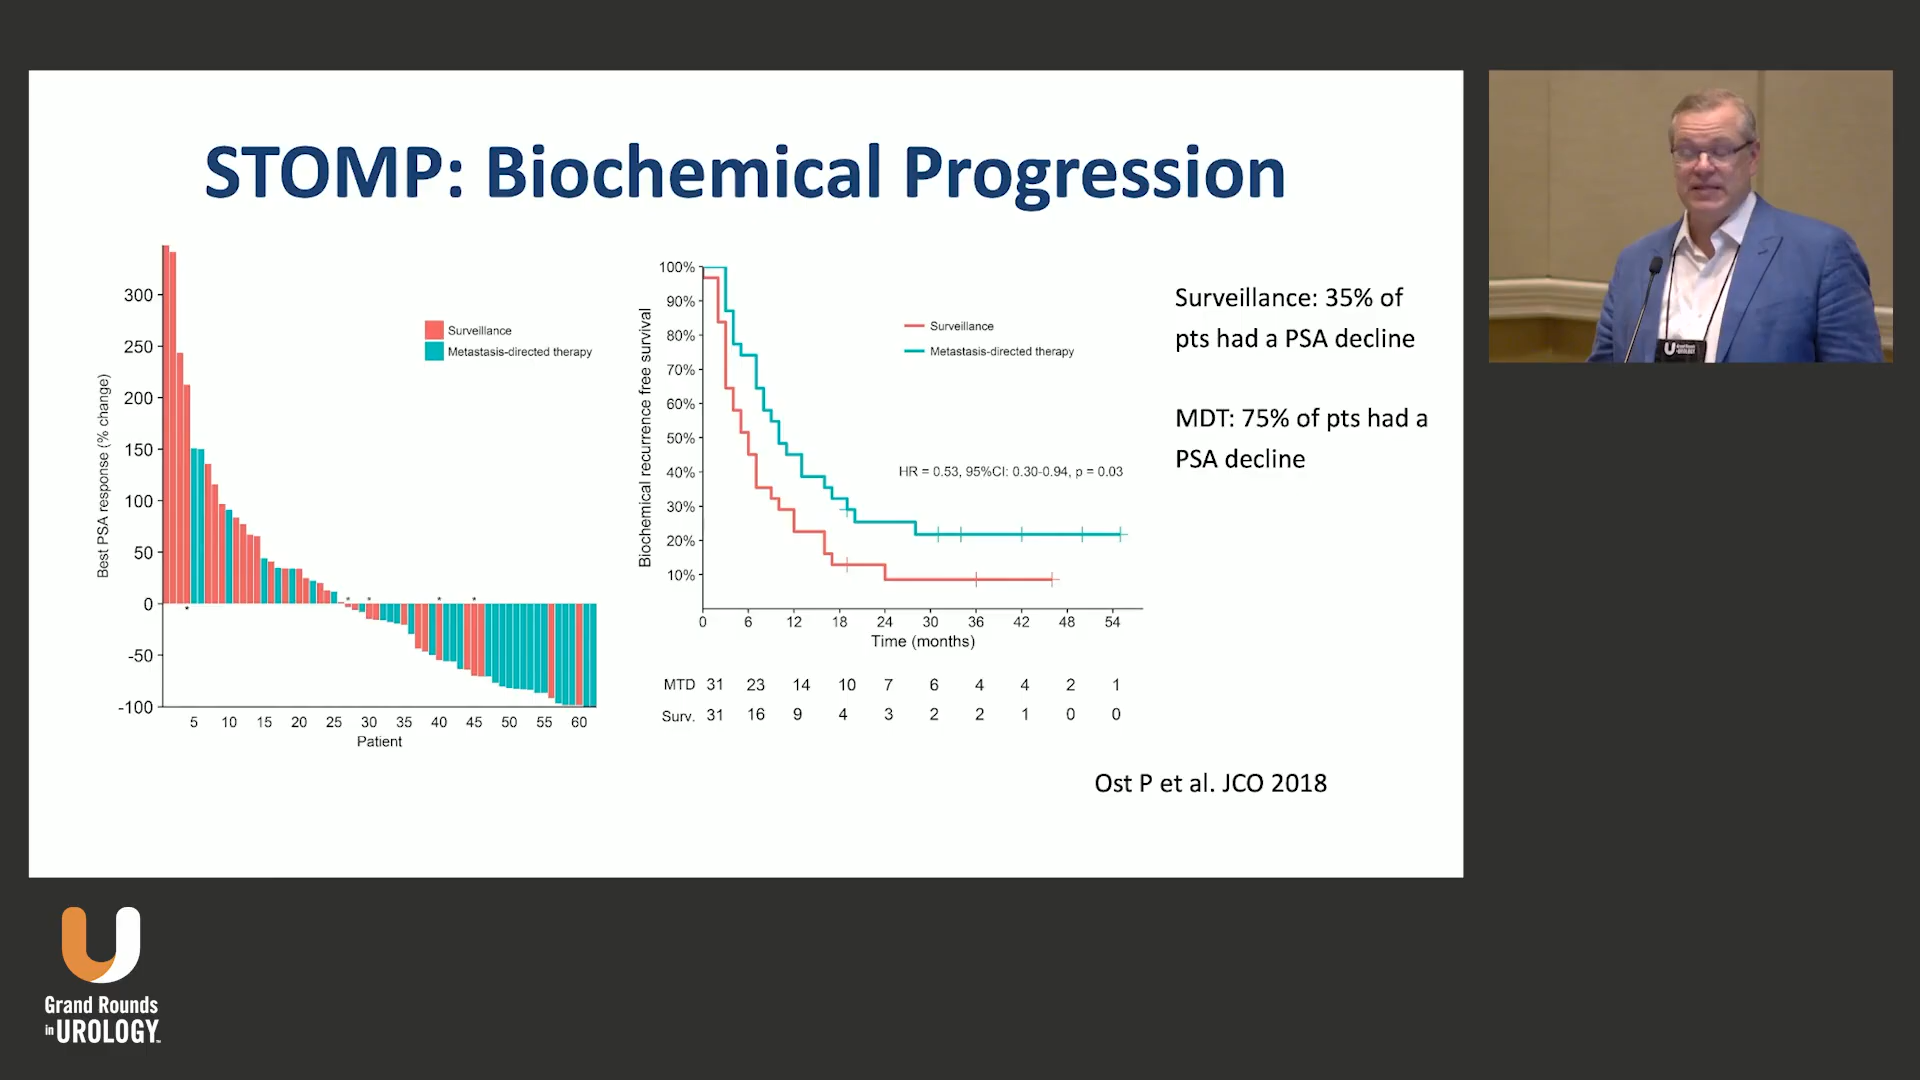 STOMP: Biochemical Progression
300
250
200
150
100
50
0
-50
-100
Best PSA response (% change)
Surveillance
Metastasis-directed therapy
* * * * *
5 10 15 20 25 30 35 40 45 50 55 60
Patient
100%
90%
80%
70%
60%
50%
40%
30%
20%
10%
Biochemical recurrence free survival
Surveillance
Metastasis-directed therapy
HR = 0.53, 95%CI: 0.30-0.94, p = 0.03
0 6 12 18 24 30 36 42 48 54
Time (months)
MTD 31 23 14 10 7 6 4 4 2 1
Surv. 31 16 9 4 3 2 2 1 0 0
Surveillance: 35% of
pts had a PSA decline
MDT: 75% of pts had a
PSA decline
Ost P et al. JCO 2018
Grand Rounds
in UROLOGY™